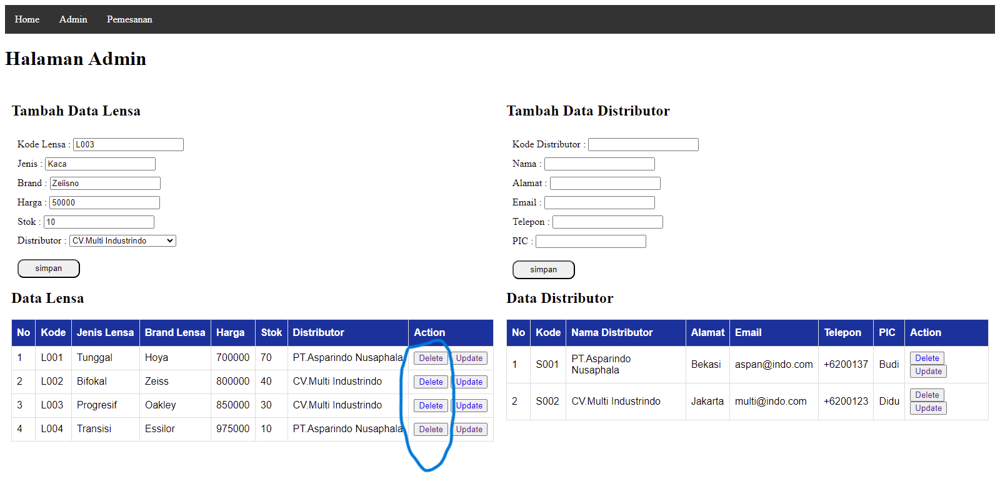 Home Admin Pemesanan
Halaman Admin
Tambah Data Lensa
Kode Lensa : L003
Jenis : Kaca
Brand : Zeiisno
Harga : 50000
Stok : 10
Distributor : CV.Multi Industrindo
simpan
Tambah Data Distributor
Kode Distributor :
Nama :
Alamat :
Email :
Telepon :
PIC :
simpan
Data Lensa
No Kode Jenis Lensa Brand Lensa Harga Stok Distributor Action
1 L001 Tunggal Hoya 700000 70 PT.Asparindo Nusaphala Delete Update
2 L002 Bifokal Zeiss 800000 40 CV.Multi Industrindo Delete Update
3 L003 Progresif Oakley 850000 30 CV.Multi Industrindo Delete Update
4 L004 Transisi Essilor 975000 10 PT.Asparindo Nusaphala Delete Update
Data Distributor
No Kode Nama Distributor Alamat Email Telepon PIC Action
1 S001 PT.Asparindo Nusaphala Bekasi aspan@indo.com +6200137 Budi Delete Update
2 S002 CV.Multi Industrindo Jakarta multi@indo.com +6200123 Didu Delete Update